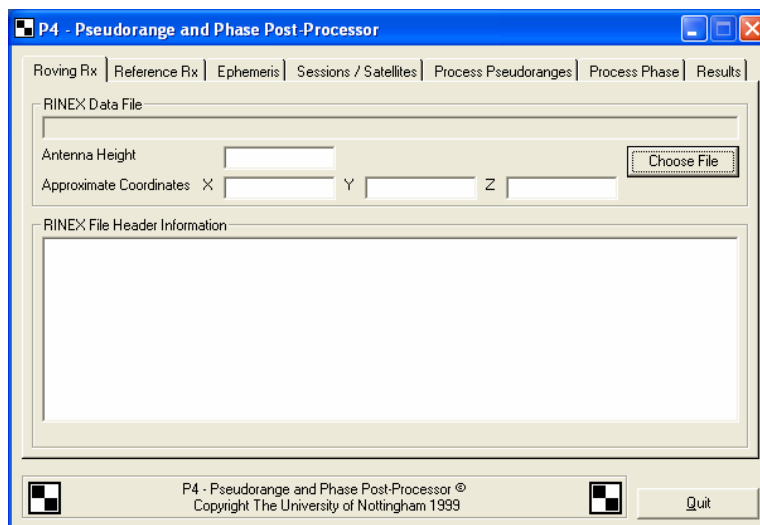 P4 - Pseudorange and Phase Post-Processor
Roving Rx Reference Rx Ephemeris Sessions / Satellites Process Pseudoranges Process Phase Results
RINEX Data File
Antenna Height
Choose File
Approximate Coordinates X Y Z
RINEX File Header Information
P4 - Pseudorange and Phase Post-Processor ©
Copyright The University of Nottingham 1999
Quit